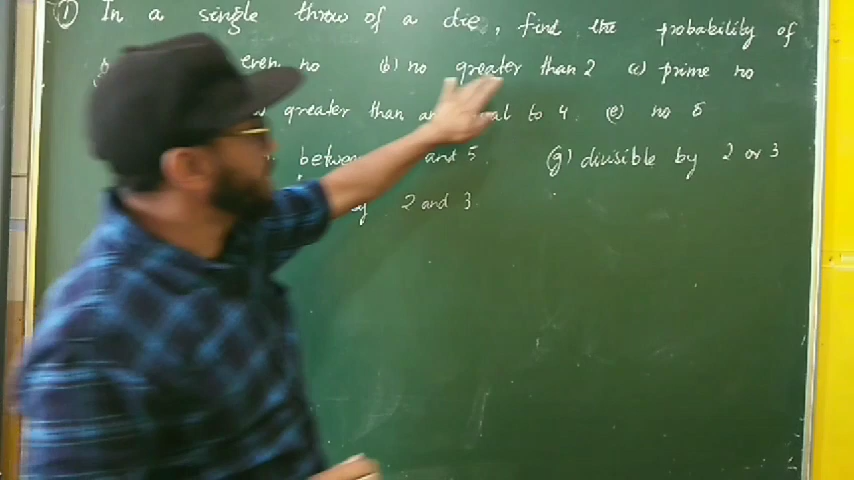 ① In a single throw of a die, find the probability of
even no (b) no greater than 2 (c) prime no
greater than to 4. (e) no 8
and 5. (g) divisible by 2 or 3
2 and 3.